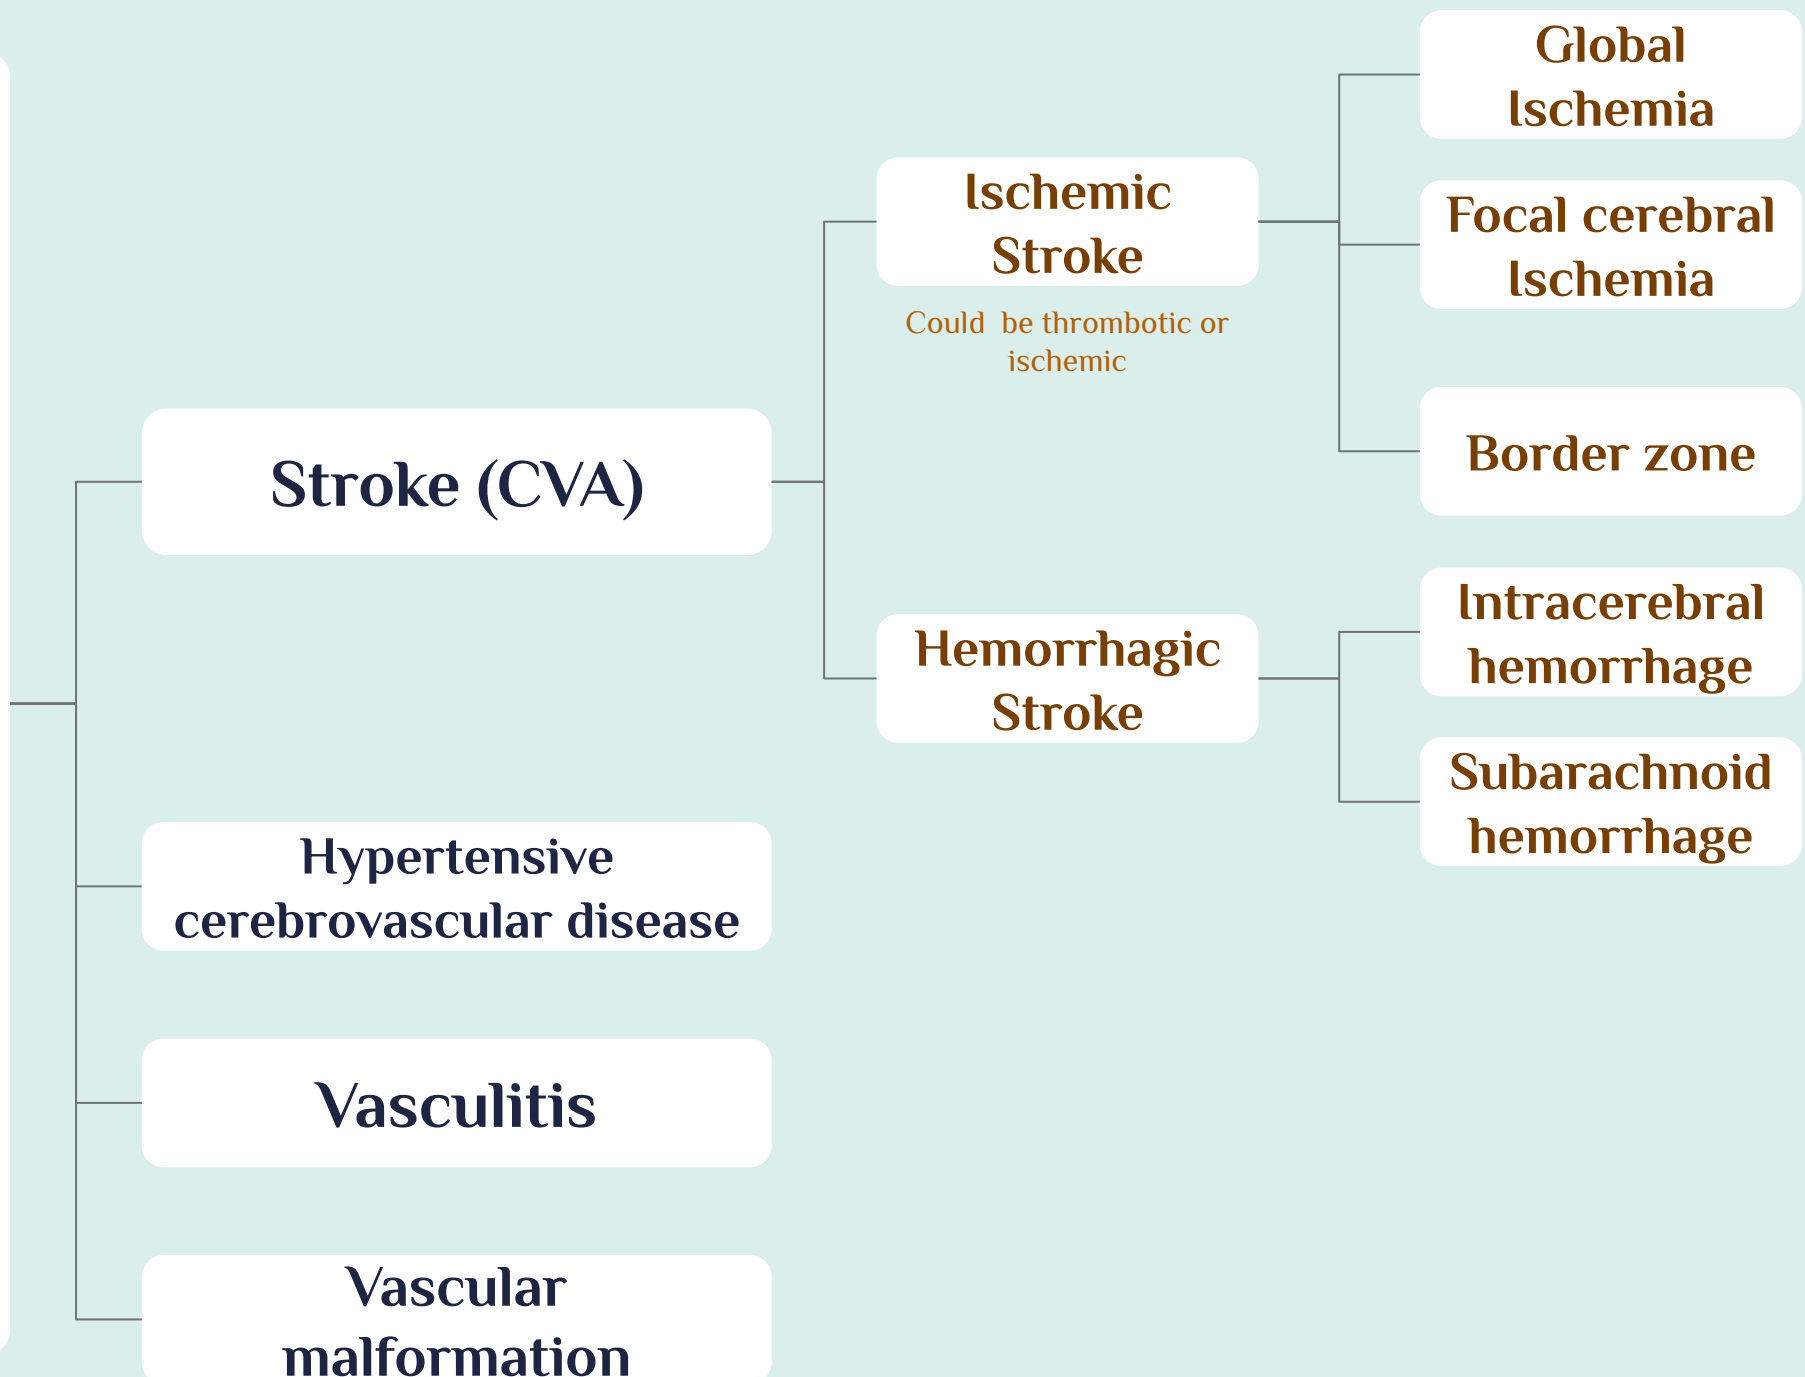 Global
Ischemia
Ischemic
Stroke
Focal cerebral
Ischemia
Could  be thrombotic or
ischemic
Border zone
Stroke (CVA)
Intracerebral
hemorrhage
Hemorrhagic
Stroke
Subarachnoid
hemorrhage
Hypertensive
cerebrovascular disease
Vasculitis
Vascular
malformation